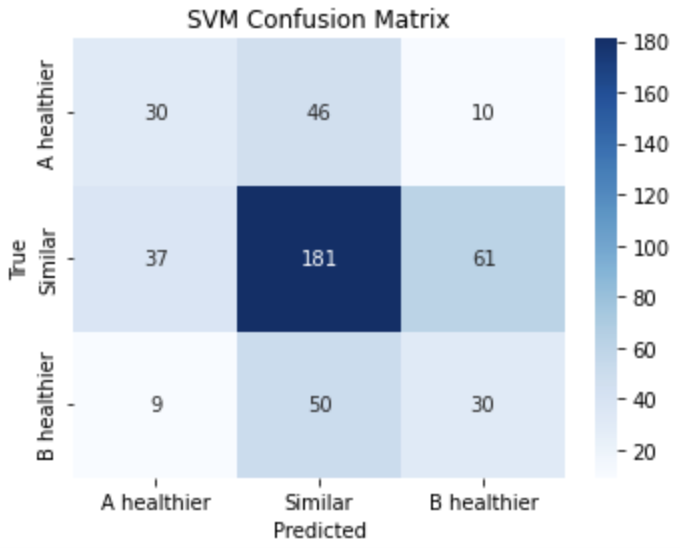 SVM Confusion Matrix
A healthier
30 46 10
True
Similar
37 181 61
B healthier
9 50 30
A healthier Similar B healthier
Predicted
180
160
140
120
100
80
60
40
20